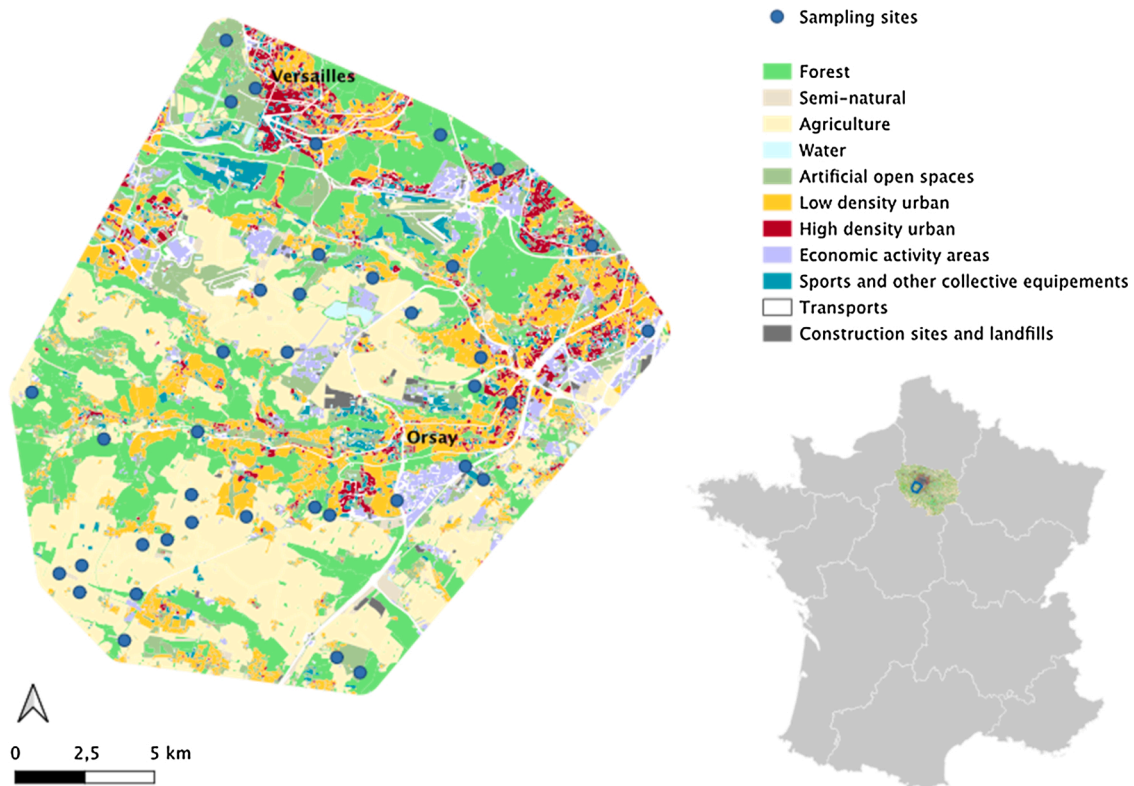 Versailles
Orsay
0 2,5 5 km
Sampling sites
Forest
Semi-natural
Agriculture
Water
Artificial open spaces
Low density urban
High density urban
Economic activity areas
Sports and other collective equipements
Transports
Construction sites and landfills